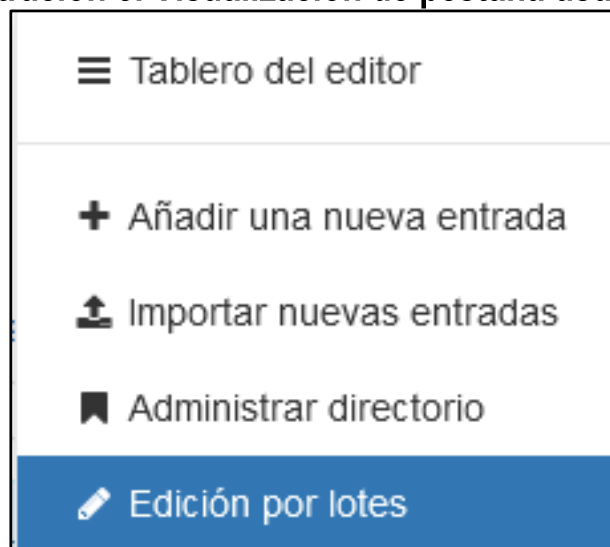 Tablero del editor
Añadir una nueva entrada
Importar nuevas entradas
Administrar directorio
Edición por lotes